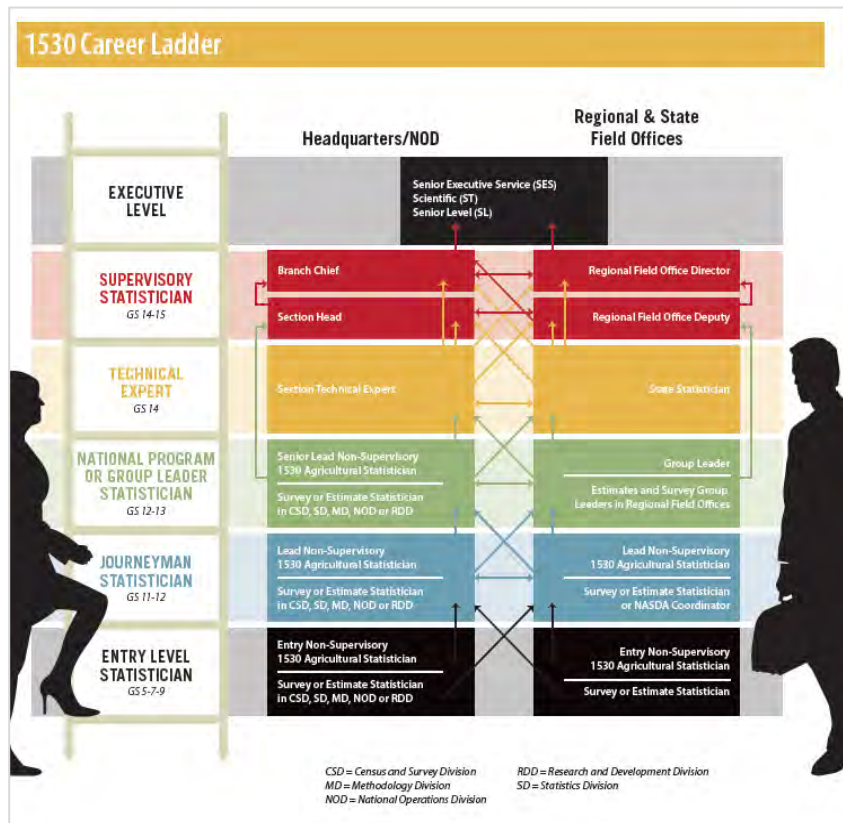 1530 Career Ladder
Headquarters/NOD
Regional & State
Field Offices
EXECUTIVE
LEVEL
Senior Executive Service (SES)
Scientific (ST)
Senior Level (SL)
SUPERVISORY
STATISTICIAN
GS 14-15
Branch Chief
Regional Field Office Director
Section Head
Regional Field Office Deputy
TECHNICAL
EXPERT
GS 14
Section Technical Expert
State Statistician
NATIONAL PROGRAM
OR GROUP LEADER
STATISTICIAN
GS 12-13
Senior Lead Non-Supervisory
1530 Agricultural Statistician
Survey or Estimate Statistician
in CSD, SD, MD, NOD or RDD
Group Leader
Estimates and Survey Group
Leaders in Regional Field Offices
JOURNEYMAN
STATISTICIAN
GS 11-12
Lead Non-Supervisory
1530 Agricultural Statistician
Survey or Estimate Statistician
in CSD, SD, MD, NOD or RDD
Lead Non-Supervisory
1530 Agricultural Statistician
Survey or Estimate Statistician
or NASDA Coordinator
ENTRY LEVEL
STATISTICIAN
GS 5-7-9
Entry Non-Supervisory
1530 Agricultural Statistician
Survey or Estimate Statistician
in CSD, SD, MD, NOD or RDD
Entry Non-Supervisory
1530 Agricultural Statistician
Survey or Estimate Statistician
CSD = Census and Survey Division
MD = Methodology Division
NOD = National Operations Division
RDD = Research and Development Division
SD = Statistics Division